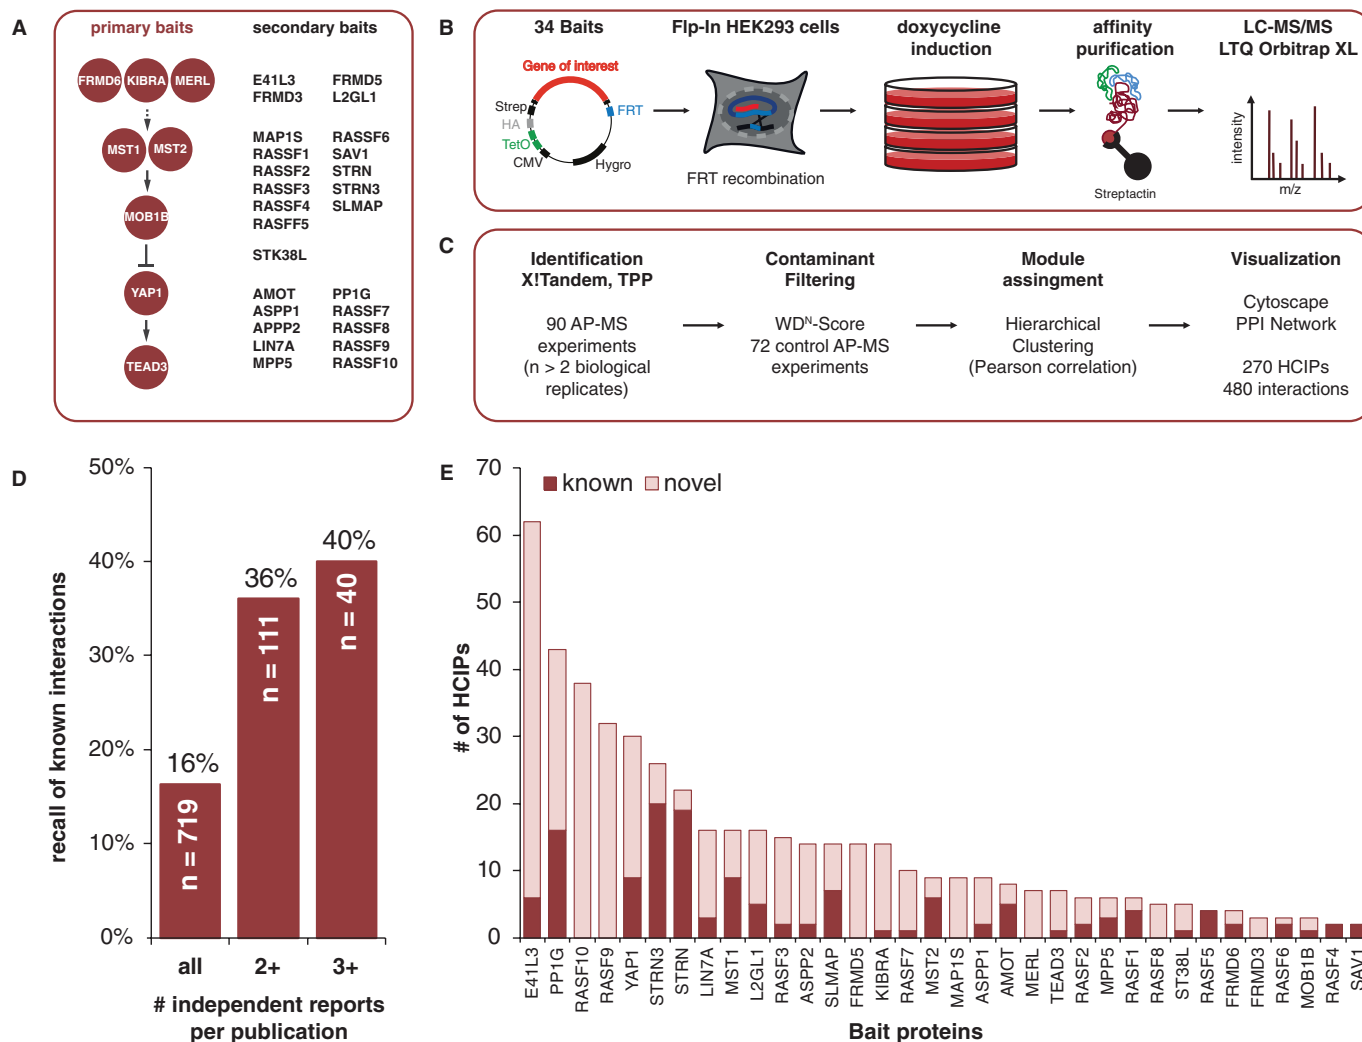 A
primary baits
secondary baits
FRMD6
KIBRA
MERL
E41L3
FRMD5
FRMD3
L2GL1
MST1
MST2
MAP1S
RASSF6
RASSF1
SAV1
RASSF2
STRN
RASSF3
STRN3
RASSF4
SLMAP
RASFF5
MOB1B
STK38L
YAP1
AMOT
PP1G
ASPP1
RASSF7
APPP2
RASSF8
LIN7A
RASSF9
MPP5
RASSF10
TEAD3
B
34 Baits
Flp-In HEK293 cells
doxycycline
induction
affinity
purification
LC-MS/MS
LTQ Orbitrap XL
Gene of interest
Strep
HA
TetO
CMV
FRT
Hygro
FRT recombination
Streptactin
intensity
m/z
C
Identification
X!Tandem, TPP
90 AP-MS
experiments
(n > 2 biological
replicates)
Contaminant
Filtering
WDᴺ-Score
72 control AP-MS
experiments
Module
assingment
Hierarchical
Clustering
(Pearson correlation)
Visualization
Cytoscape
PPI Network
270 HCIPs
480 interactions
D
recall of known interactions
50%
40%
30%
20%
10%
0%
16%
n = 719
36%
n = 111
40%
n = 40
all
2+
3+
# independent reports
per publication
E
# of HCIPs
70
60
50
40
30
20
10
0
known
novel
E41L3
PP1G
RASF10
RASF9
YAP1
STRN3
STRN
LIN7A
MST1
L2GL1
RASF3
ASPP2
SLMAP
FRMD5
KIBRA
RASF7
MST2
MAP1S
ASPP1
AMOT
MERL
TEAD3
RASF2
MPP5
RASF1
RASF8
ST38L
RASF5
FRMD6
FRMD3
RASF6
MOB1B
RASF4
SAV1
Bait proteins